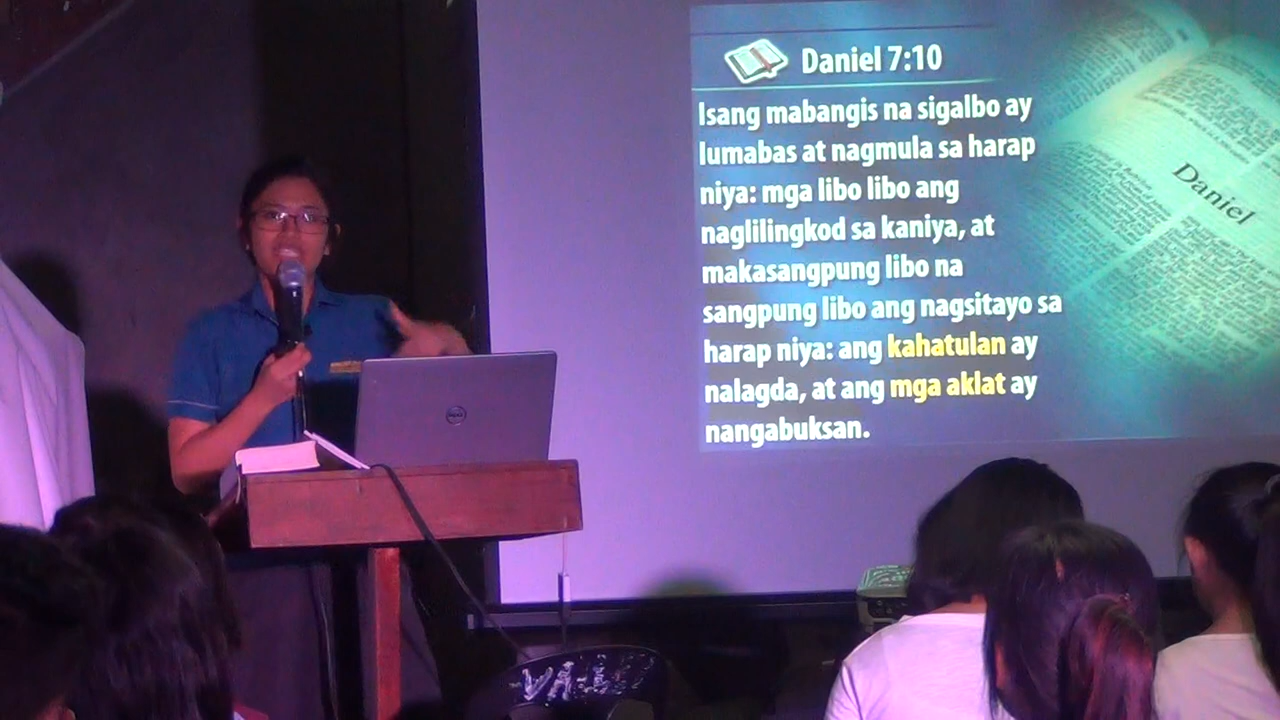 Daniel 7:10
Isang mabangis na sigalbo ay
lumabas at nagmula sa harap
niya: mga libo libo ang
naglilingkod sa kaniya, at
makasangpung libo na
sangpung libo ang nagsitayo sa
harap niya: ang kahatulan ay
nalagda, at ang mga aklat ay
nangabuksan.
Daniel
DELL